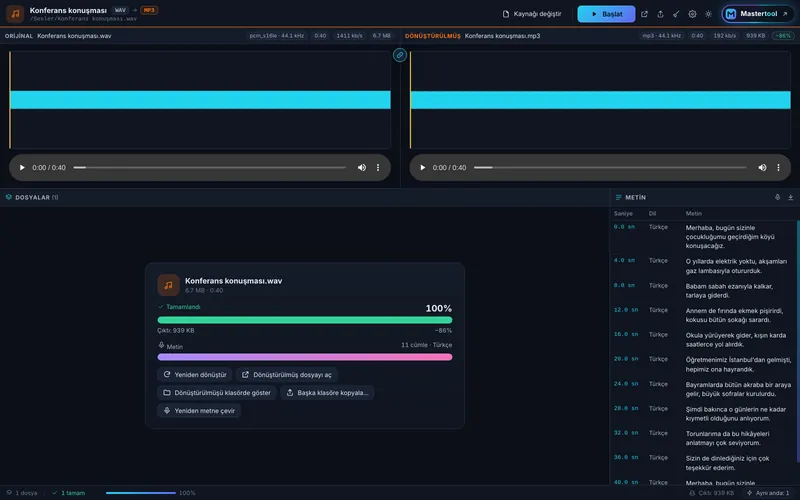 Konferans konuşması WAV → MP3
/Sesler/Konferans konuşması.wav
Kaynağı değiştir
Başlat
Mastertool
ORİJİNAL Konferans konuşması.wav pcm_s16le · 44.1 kHz 0:40 1411 kb/s 6.7 MB
DÖNÜŞTÜRÜLMÜŞ Konferans konuşması.mp3 mp3 · 44.1 kHz 0:40 192 kb/s 939 KB −86%
0:00 / 0:40
0:00 / 0:40
DOSYALAR (1)
Konferans konuşması.wav
6.7 MB · 0:40
Tamamlandı 100%
Çıktı: 939 KB −86%
Metin 11 cümle · Türkçe
Yeniden dönüştür
Dönüştürülmüş dosyayı aç
Dönüştürülmüşü klasörde göster
Başka klasöre kopyala...
Yeniden metne çevir
METİN
Saniye Dil Metin
0.0 sn Türkçe Merhaba, bugün sizinle
çocukluğumu geçirdiğim köyü
konuşacağız.
4.0 sn Türkçe O yıllarda elektrik yoktu, akşamları
gaz lambasıyla otururduk.
8.0 sn Türkçe Babam sabah ezanıyla kalkar,
tarlaya giderdi.
12.0 sn Türkçe Annem de fırında ekmek pişirirdi,
kokusu bütün sokağı sarardı.
16.0 sn Türkçe Okula yürüyerek gider, kışın karda
saatlerce yol alırdık.
20.0 sn Türkçe Öğretmenimiz İstanbul'dan gelmişti,
hepimiz ona hayrandık.
24.0 sn Türkçe Bayramlarda bütün akraba bir araya
gelir, büyük sofralar kurulurdu.
28.0 sn Türkçe Şimdi bakınca o günlerin ne kadar
kıymetli olduğunu anlıyorum.
32.0 sn Türkçe Torunlarıma da bu hikâyeleri
anlatmayı çok seviyorum.
36.0 sn Türkçe Sizin de dinlediğiniz için çok
teşekkür ederim.
40.0 sn Türkçe Merhaba, bugün sizinle
1 dosya 1 tamam 100%
Çıktı: 939 KB Aynı anda: 1